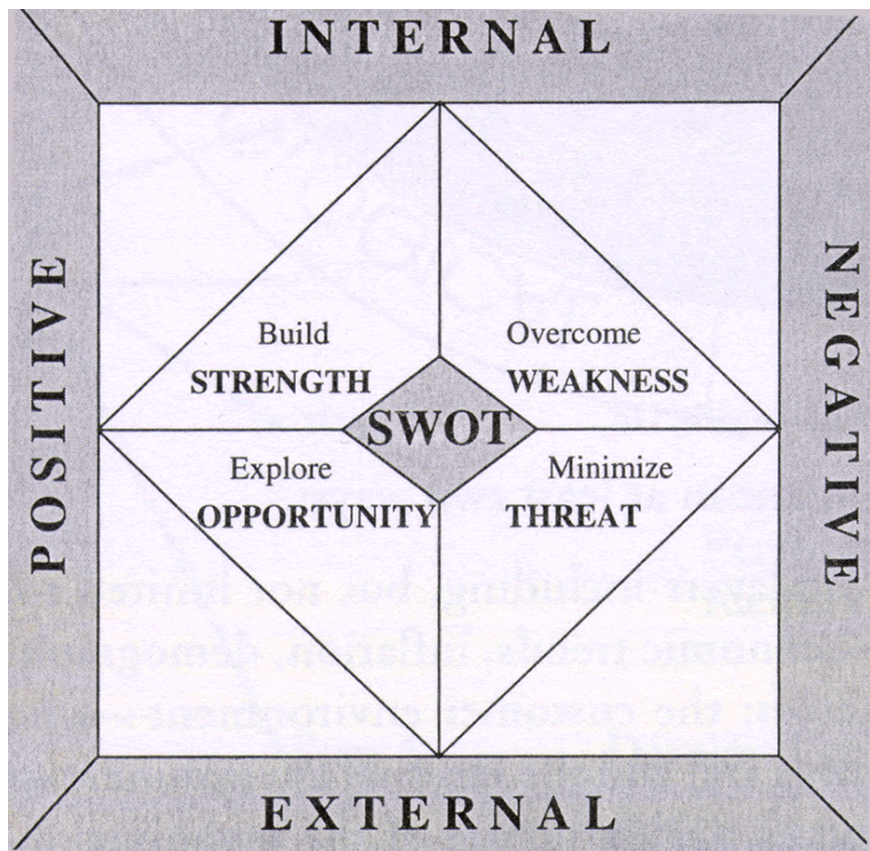 INTERNAL
POSITIVE
NEGATIVE
Build
STRENGTH
Overcome
WEAKNESS
SWOT
Explore
OPPORTUNITY
Minimize
THREAT
EXTERNAL